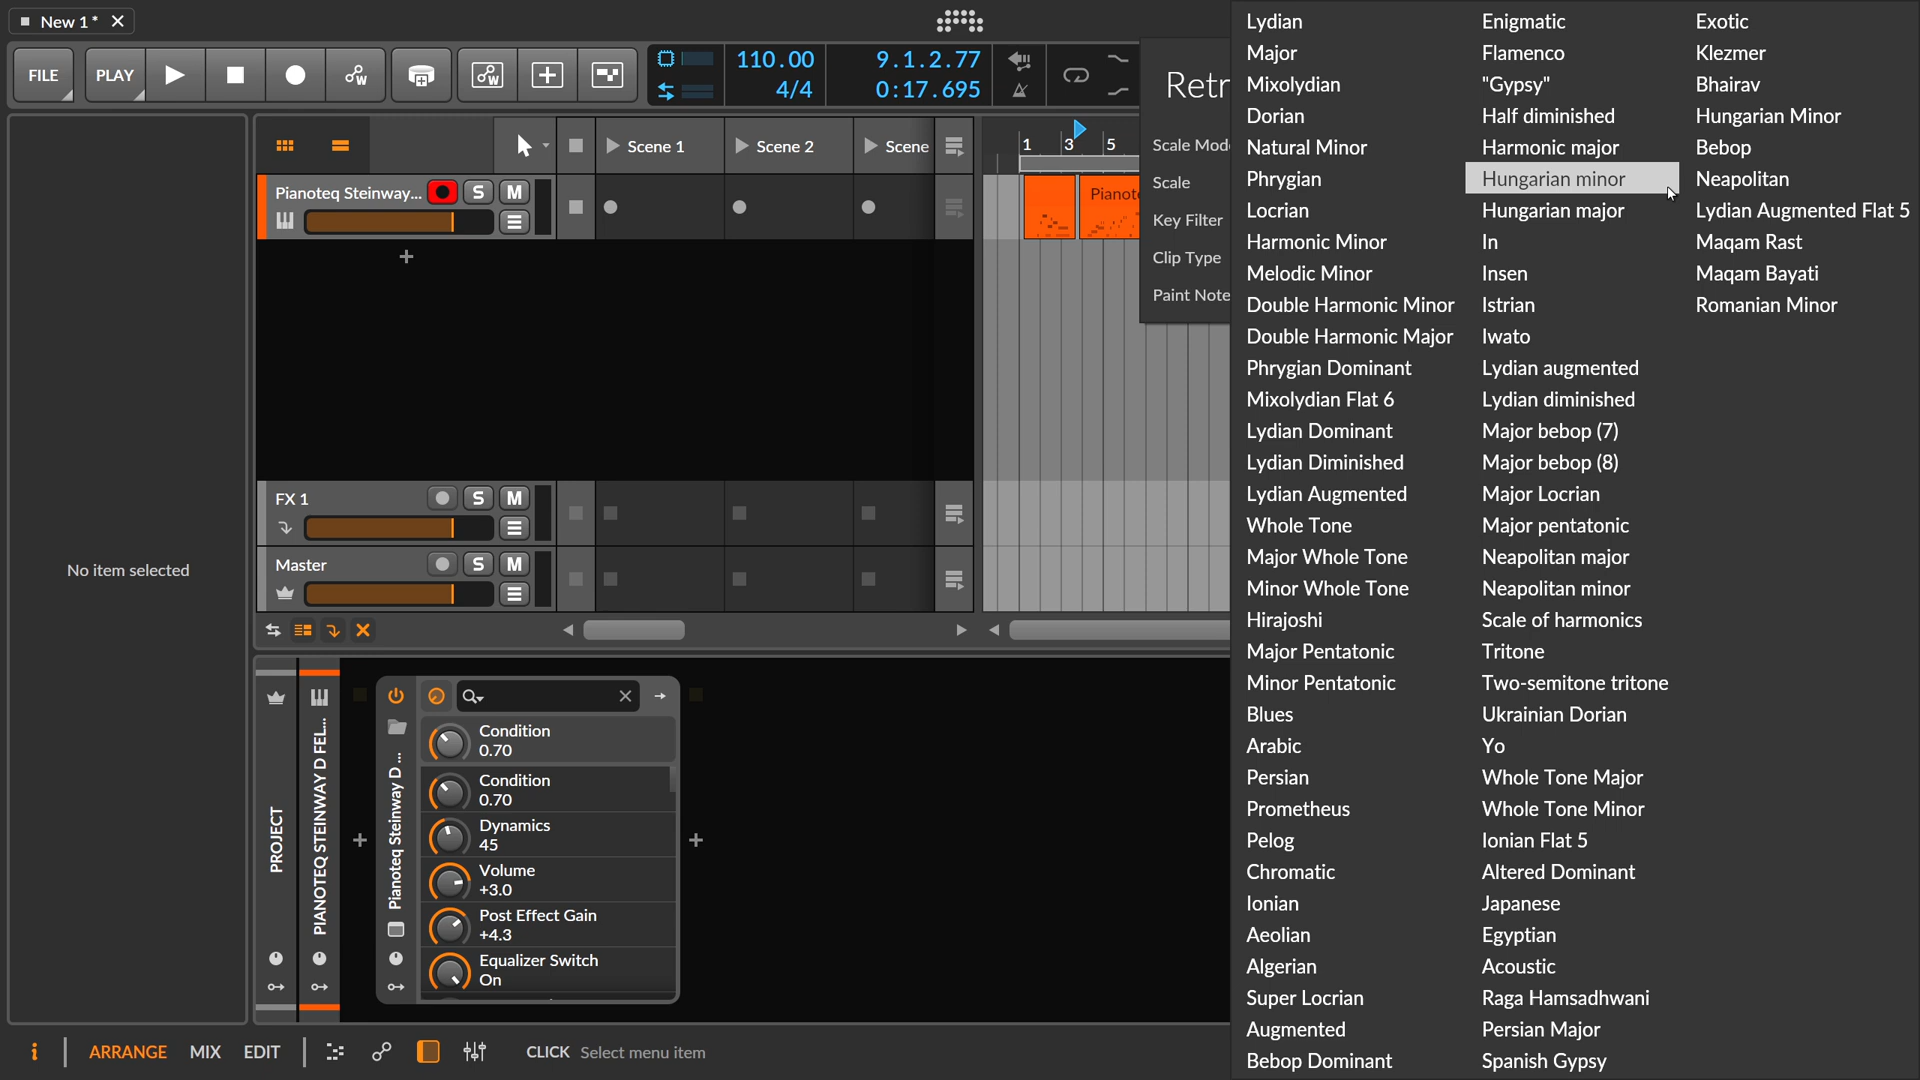 New 1*
FILE
PLAY
110.00
4/4
9.1.2.77
0:17.695
Retr
Scale Mod
Scale
Key Filter
Clip Type
Paint Note
Scene 1
Scene 2
Scene
1
3
5
Pianoteq Steinway...
S
M
Pianot
FX 1
S
M
Master
S
M
No item selected
PROJECT
PIANOTEQ STEINWAY D FEL...
Pianoteq Steinway D ...
Condition
0.70
Condition
0.70
Dynamics
45
Volume
+3.0
Post Effect Gain
+4.3
Equalizer Switch
On
ARRANGE
MIX
EDIT
CLICK Select menu item
Lydian
Major
Mixolydian
Dorian
Natural Minor
Phrygian
Locrian
Harmonic Minor
Melodic Minor
Double Harmonic Minor
Double Harmonic Major
Phrygian Dominant
Mixolydian Flat 6
Lydian Dominant
Lydian Diminished
Lydian Augmented
Whole Tone
Major Whole Tone
Minor Whole Tone
Hirajoshi
Major Pentatonic
Minor Pentatonic
Blues
Arabic
Persian
Prometheus
Pelog
Chromatic
Ionian
Aeolian
Algerian
Super Locrian
Augmented
Bebop Dominant
Enigmatic
Flamenco
"Gypsy"
Half diminished
Harmonic major
Hungarian minor
Hungarian major
In
Insen
Istrian
Iwato
Lydian augmented
Lydian diminished
Major bebop (7)
Major bebop (8)
Major Locrian
Major pentatonic
Neapolitan major
Neapolitan minor
Scale of harmonics
Tritone
Two-semitone tritone
Ukrainian Dorian
Yo
Whole Tone Major
Whole Tone Minor
Ionian Flat 5
Altered Dominant
Japanese
Egyptian
Acoustic
Raga Hamsadhwani
Persian Major
Spanish Gypsy
Exotic
Klezmer
Bhairav
Hungarian Minor
Bebop
Neapolitan
Lydian Augmented Flat 5
Maqam Rast
Maqam Bayati
Romanian Minor